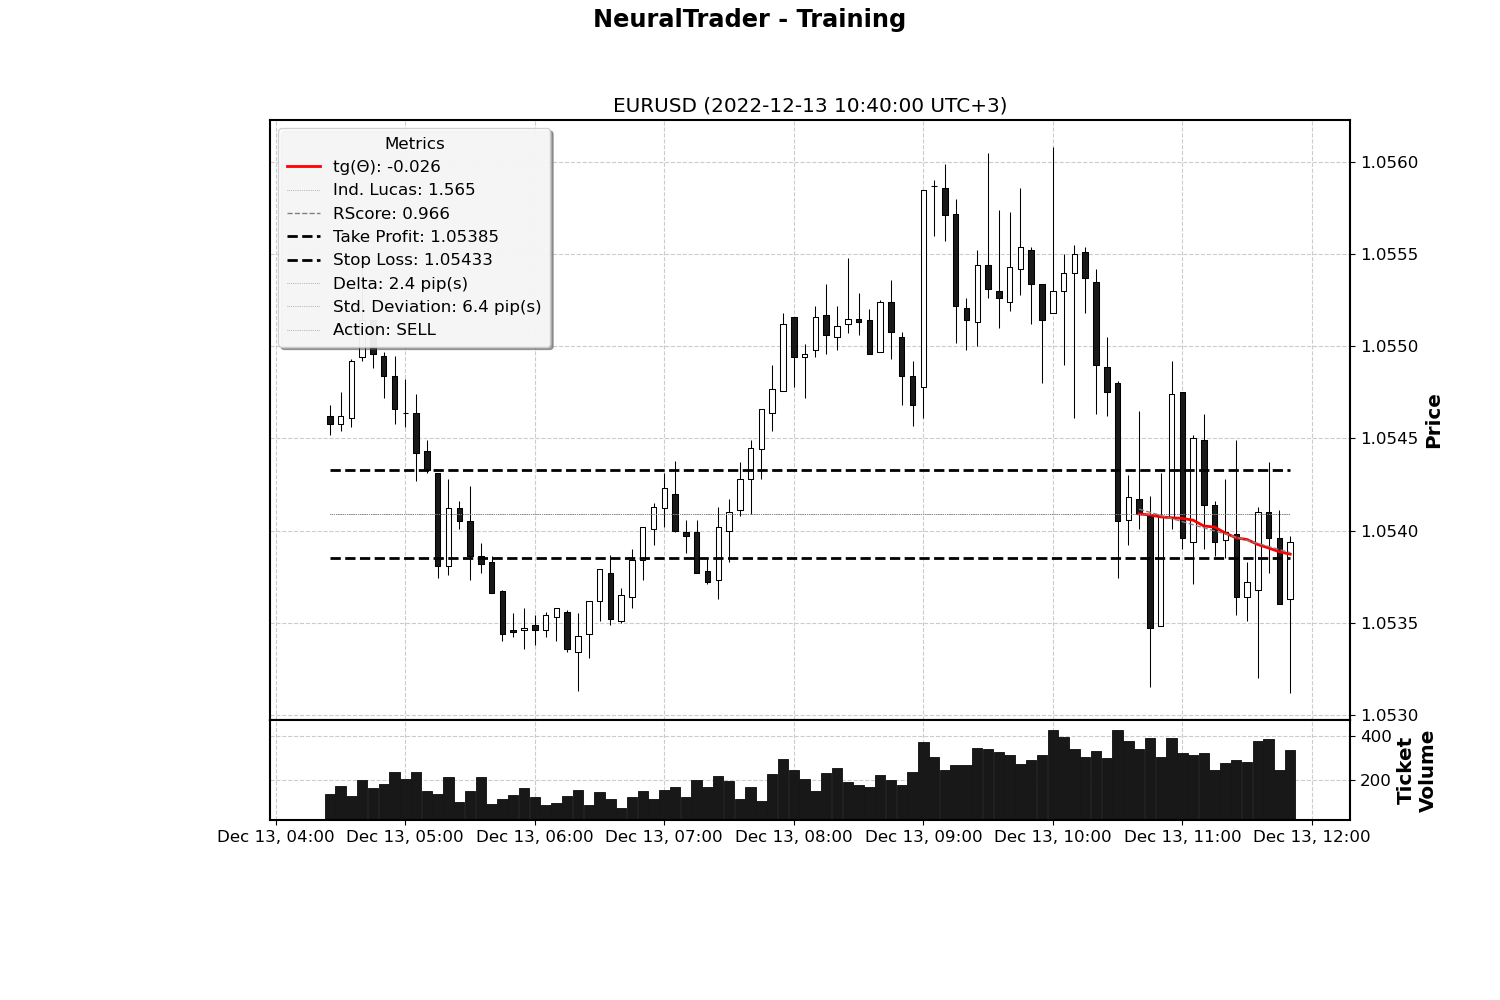 NeuralTrader - Training
EURUSD (2022-12-13 10:40:00 UTC+3)
Metrics
tg(Θ): -0.026
Ind. Lucas: 1.565
RScore: 0.966
Take Profit: 1.05385
Stop Loss: 1.05433
Delta: 2.4 pip(s)
Std. Deviation: 6.4 pip(s)
Action: SELL
1.0560
1.0555
1.0550
1.0545
1.0540
1.0535
1.0530
Price
400
200
Ticket
Volume
Dec 13, 04:00
Dec 13, 05:00
Dec 13, 06:00
Dec 13, 07:00
Dec 13, 08:00
Dec 13, 09:00
Dec 13, 10:00
Dec 13, 11:00
Dec 13, 12:00